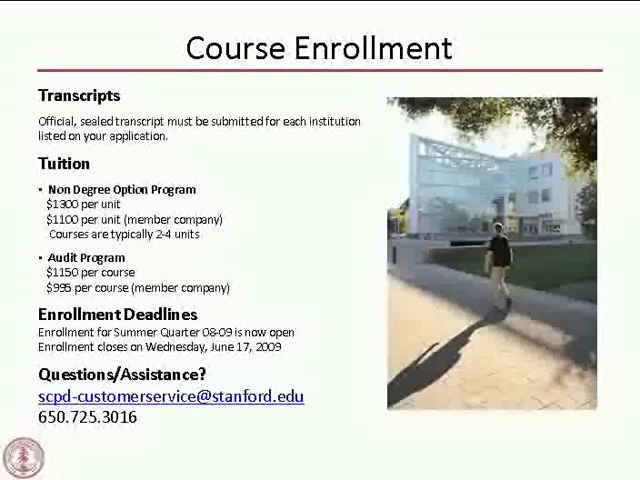 Course Enrollment
Transcripts
Official, sealed transcript must be submitted for each institution
listed on your application.
Tuition
• Non Degree Option Program
$1300 per unit
$1100 per unit (member company)
Courses are typically 2-4 units
• Audit Program
$1150 per course
$995 per course (member company)
Enrollment Deadlines
Enrollment for Summer Quarter 08-09 is now open
Enrollment closes on Wednesday, June 17, 2009
Questions/Assistance?
scpd-customerservice@stanford.edu
650.725.3016